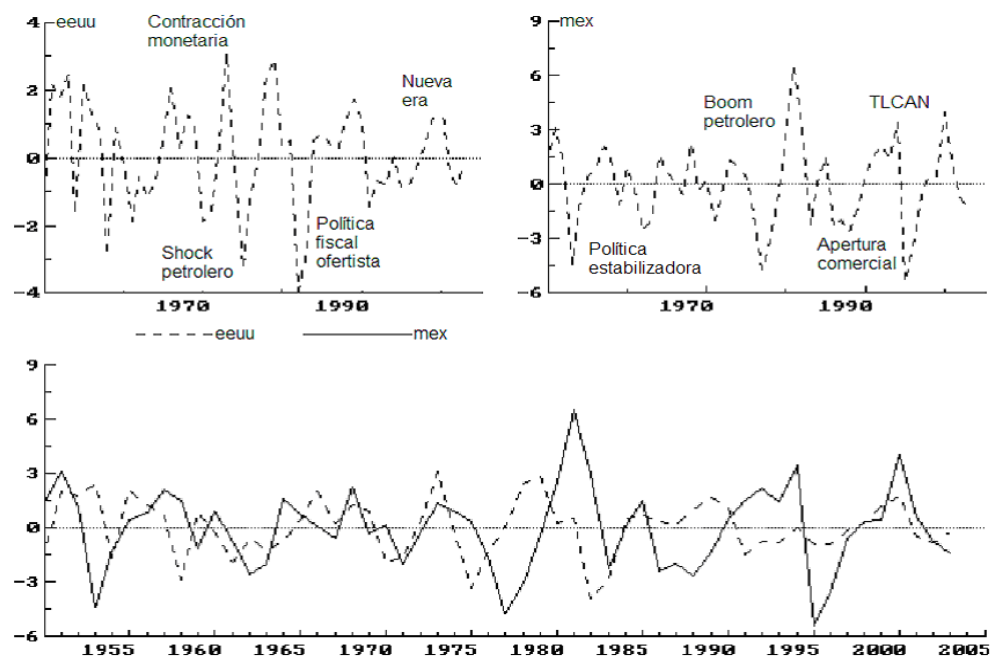 4
eeuu
Contracción
monetaria
2
Nueva
era
0
-2
Shock
petrolero
Política
fiscal
ofertista
-4
1970
1990
9
mex
6
Boom
petrolero
TLCAN
3
0
-3
Política
estabilizadora
Apertura
comercial
-6
1970
1990
eeuu
mex
9
6
3
0
-3
-6
1955
1960
1965
1970
1975
1980
1985
1990
1995
2000
2005